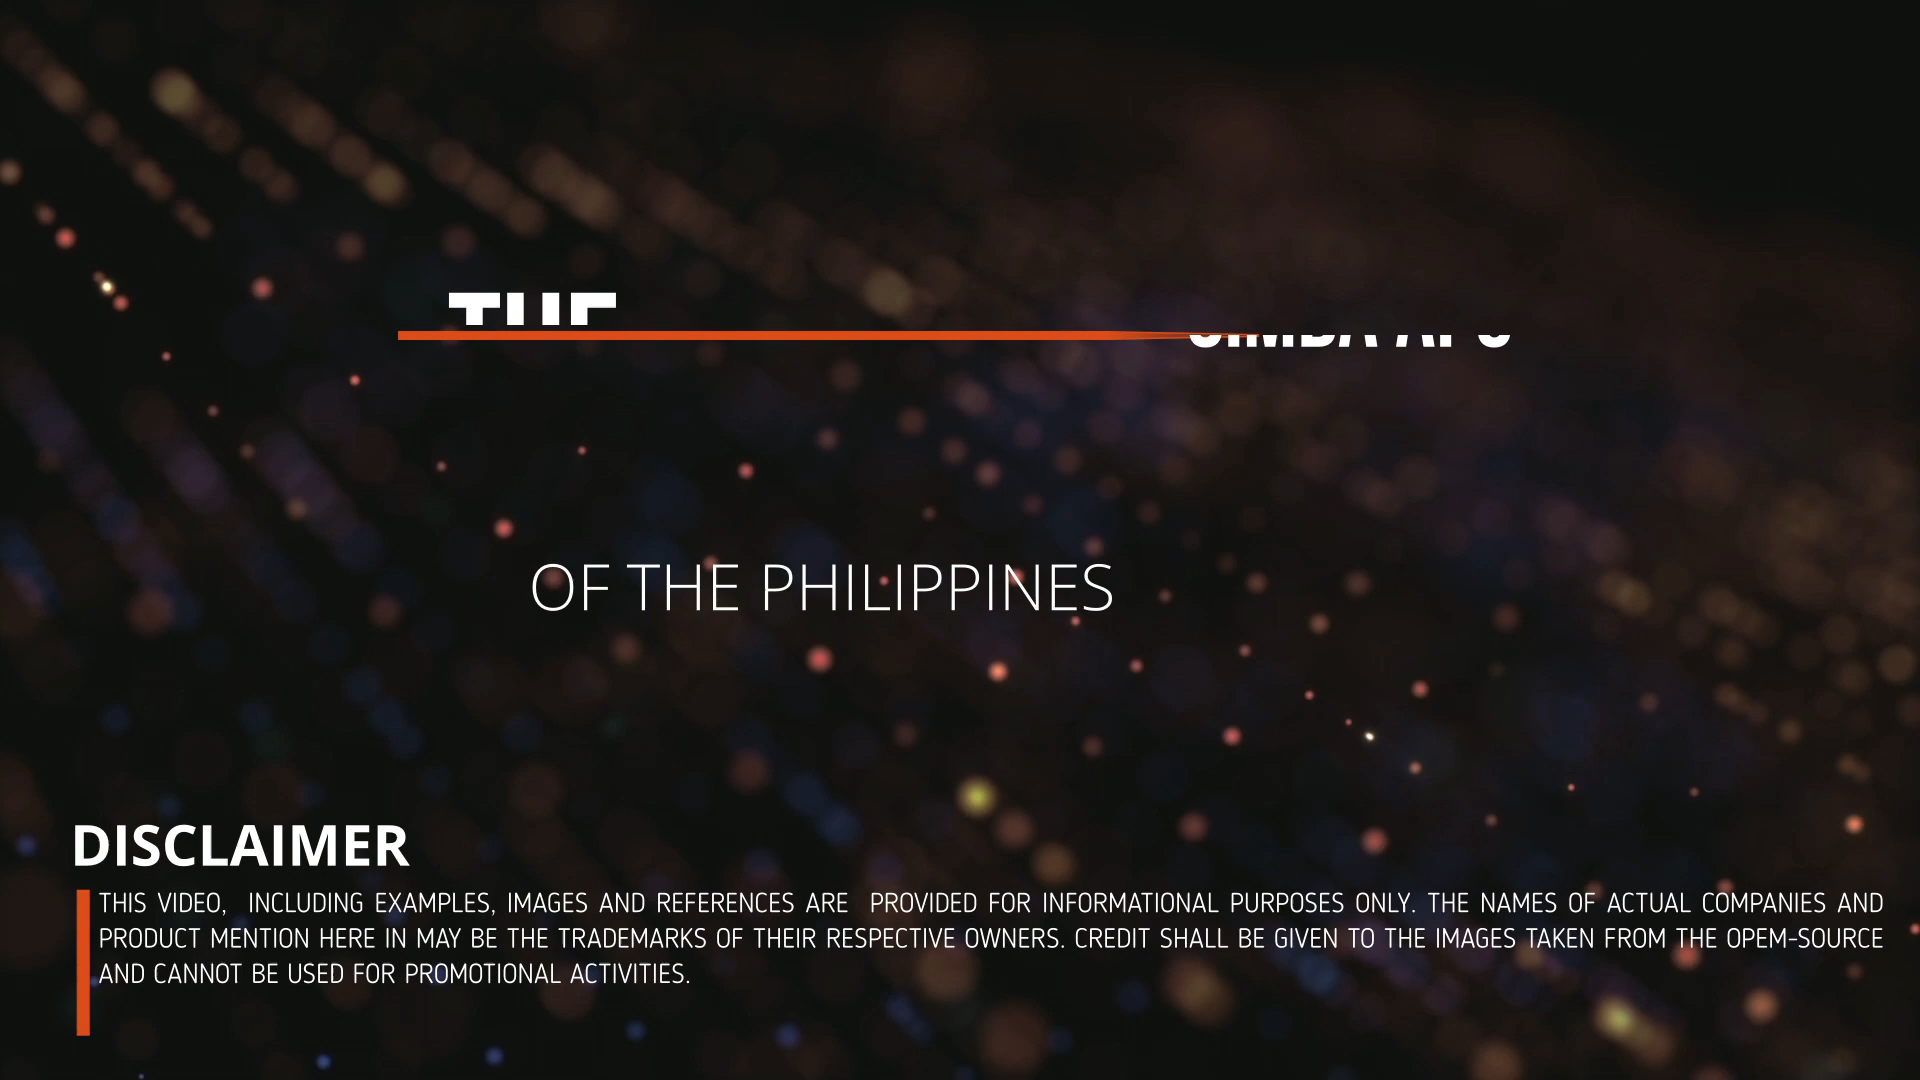 THE
OF THE PHILIPPINES
DISCLAIMER
THIS VIDEO, INCLUDING EXAMPLES, IMAGES AND REFERENCES ARE PROVIDED FOR INFORMATIONAL PURPOSES ONLY. THE NAMES OF ACTUAL COMPANIES AND
PRODUCT MENTION HERE IN MAY BE THE TRADEMARKS OF THEIR RESPECTIVE OWNERS. CREDIT SHALL BE GIVEN TO THE IMAGES TAKEN FROM THE OPEM-SOURCE
AND CANNOT BE USED FOR PROMOTIONAL ACTIVITIES.